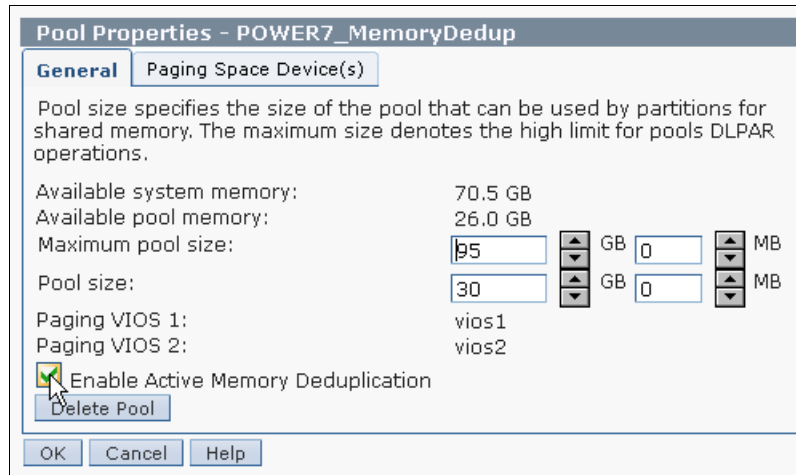 Pool Properties - POWER7_MemoryDedup
General Paging Space Device(s)
Pool size specifies the size of the pool that can be used by partitions for
shared memory. The maximum size denotes the high limit for pools DLPAR
operations.
Available system memory: 70.5 GB
Available pool memory: 26.0 GB
Maximum pool size: 95 GB 0 MB
Pool size: 30 GB 0 MB
Paging VIOS 1: vios1
Paging VIOS 2: vios2
Enable Active Memory Deduplication
Delete Pool
OK Cancel Help